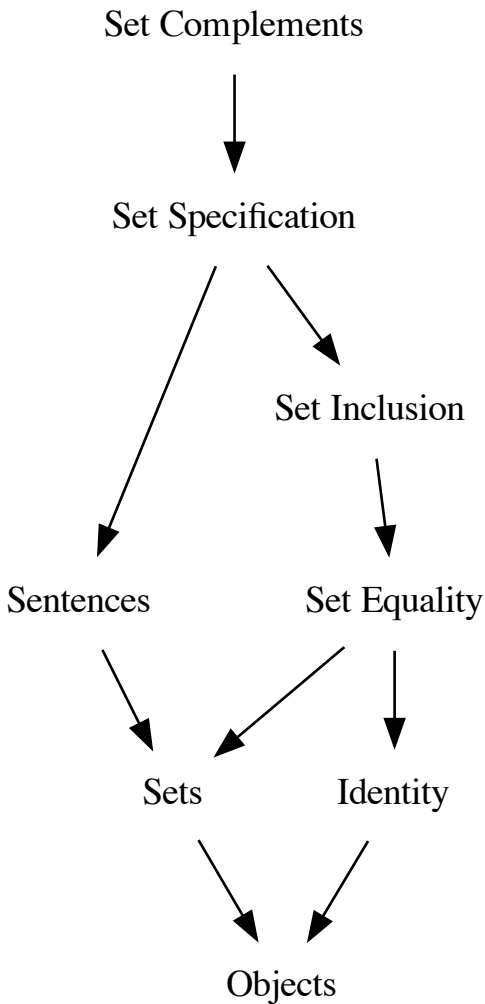 Set Complements
Set Specification
Set Inclusion
Sentences
Set Equality
Sets
Identity
Objects